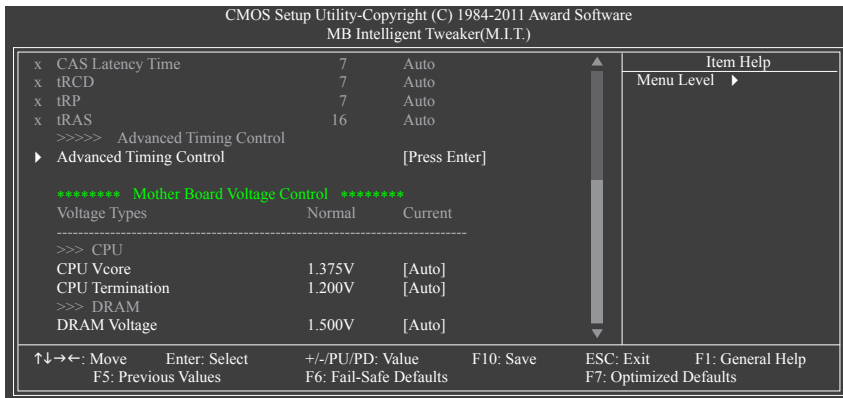 CMOS Setup Utility-Copyright (C) 1984-2011 Award Software
MB Intelligent Tweaker(M.I.T.)
x CAS Latency Time 7 Auto
x tRCD 7 Auto
x tRP 7 Auto
x tRAS 16 Auto
>>>>> Advanced Timing Control
Advanced Timing Control [Press Enter]
******** Mother Board Voltage Control ********
Voltage Types Normal Current
-----------------------------------------------------------------------------
>>> CPU
CPU Vcore 1.375V [Auto]
CPU Termination 1.200V [Auto]
>>> DRAM
DRAM Voltage 1.500V [Auto]
Item Help
Menu Level
↑↓→←: Move Enter: Select +/-/PU/PD: Value F10: Save ESC: Exit F1: General Help
F5: Previous Values F6: Fail-Safe Defaults F7: Optimized Defaults